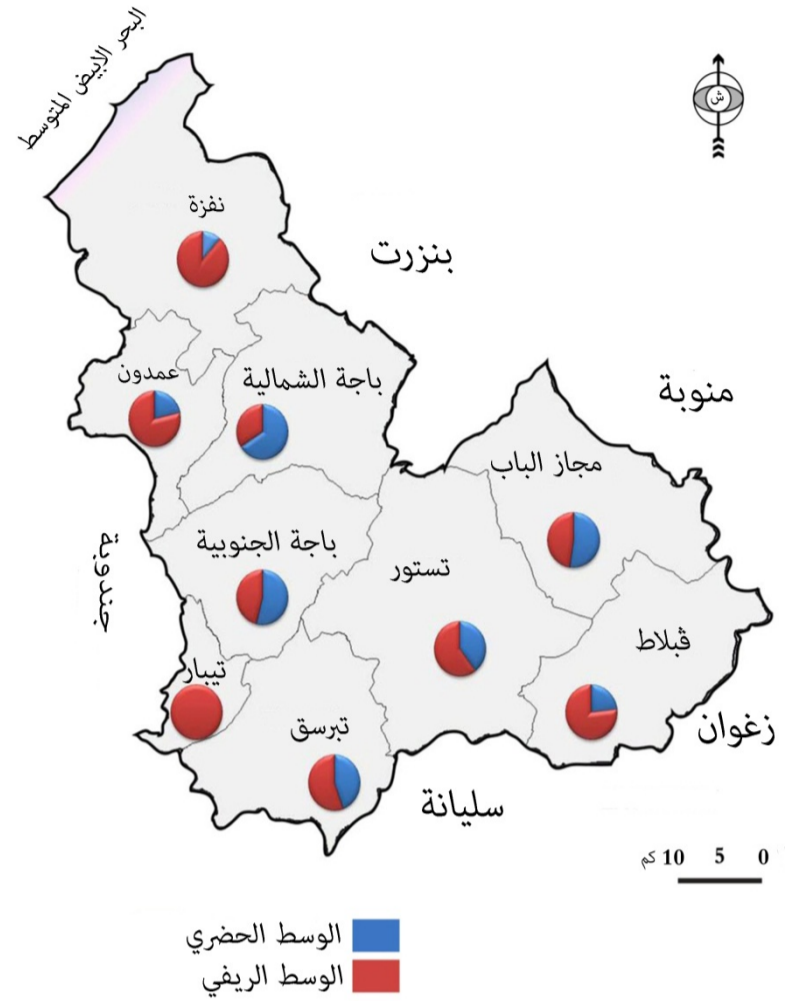 البحر الابيض المتوسط
ش
نفزة
بنزرت
عمدون
باجة الشمالية
منوبة
مجاز الباب
باجة الجنوبية
جندوبة
تستور
ڨبلاط
تيبار
تبرسق
زغوان
سليانة
0 5 10 كم
الوسط الحضري
الوسط الريفي